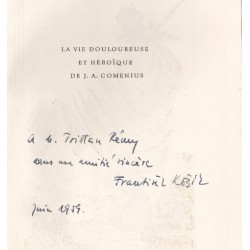 LA VIE DOULOUREUSE
ET HÉROÏQUE
DE J. A. COMENIUS
A M. Tristan Rémy
dans une amitié sincère
František Kožík
Juin 1959.